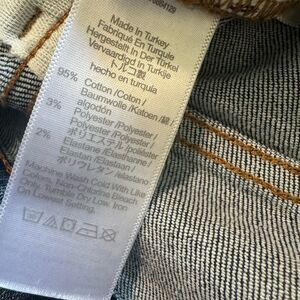 Made In Turkey
Fabriqué En Turquie
Hergestellt In Der Türkei
Vervaardigd In Turkije
トルコ製
hecho en turquía
95% Cotton /Coton /
Baumwolle /Katoen /綿 /
algodón
3% Polyester /Polyester /
Polyester /Polyester /
ポリエステル /poliéster
2% Elastane /Élasthanne /
Elastan /Elastaan /
ポリウレタン /elastano
Machine Wash Cold With Like
Colors, Non-Chlorine Bleach
Only, Tumble Dry Low, Iron
On Lowest Setting.